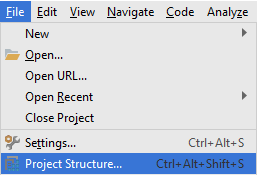 File Edit View Navigate Code Analyze
New
Open...
Open URL...
Open Recent
Close Project
Settings... Ctrl+Alt+S
Project Structure... Ctrl+Alt+Shift+S